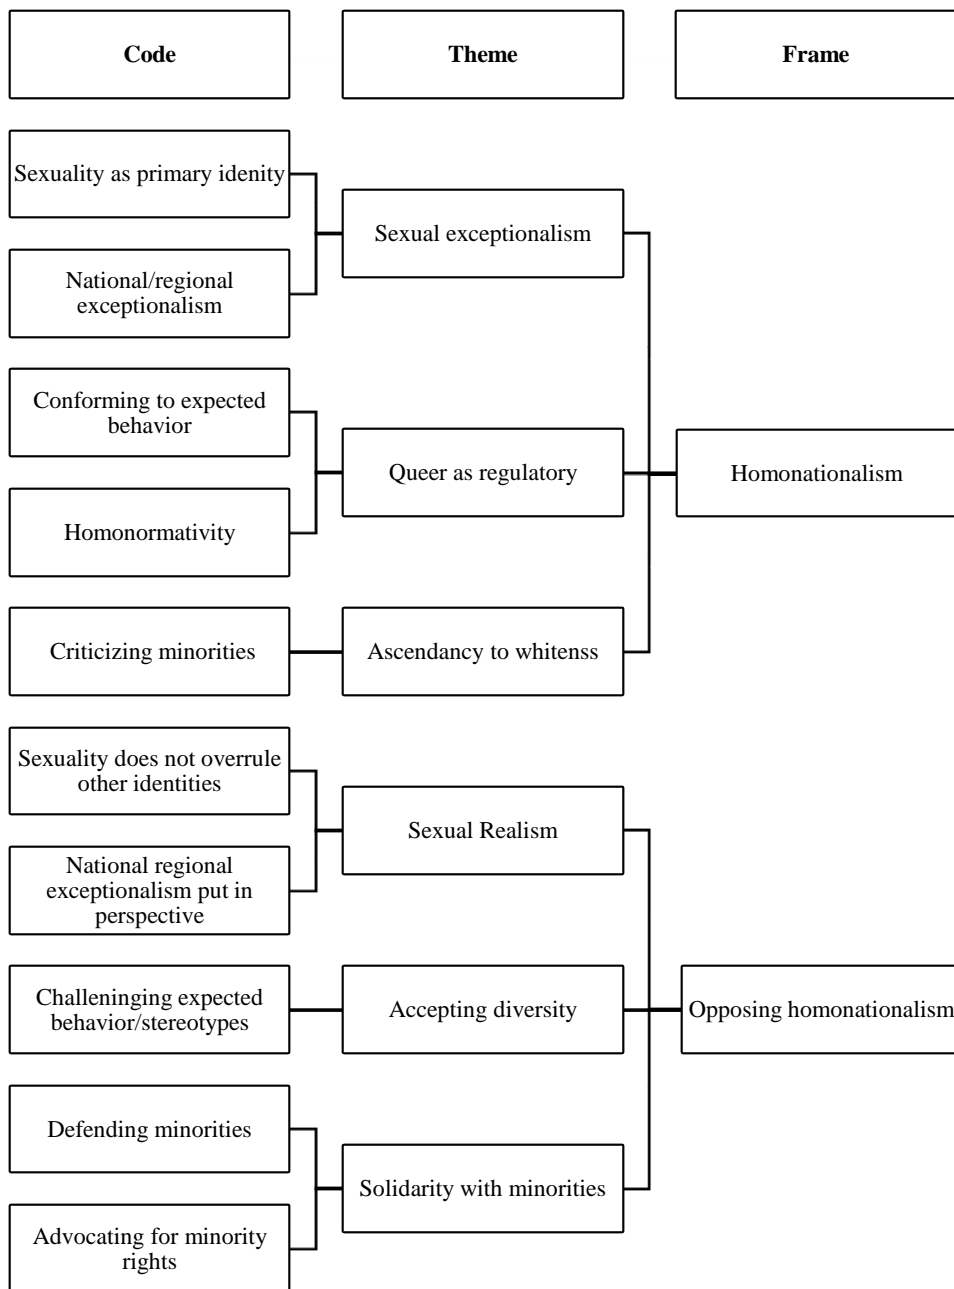 Code
Theme
Frame
Sexuality as primary idenity
National/regional
exceptionalism
Sexual exceptionalism
Conforming to expected
behavior
Homonormativity
Queer as regulatory
Homonationalism
Criticizing minorities
Ascendancy to whitenss
Sexuality does not overrule
other identities
National regional
exceptionalism put in
perspective
Sexual Realism
Challeninging expected
behavior/stereotypes
Accepting diversity
Opposing homonationalism
Defending minorities
Advocating for minority
rights
Solidarity with minorities